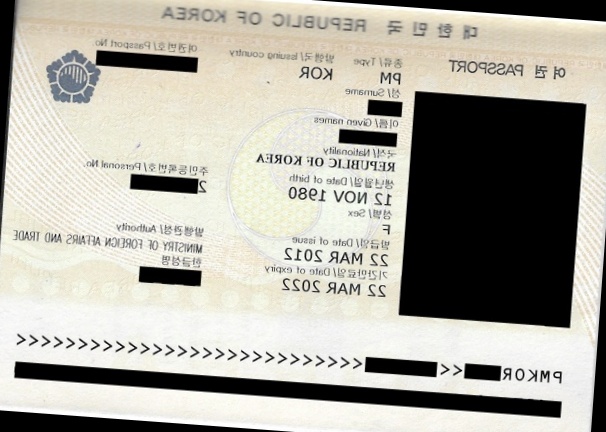 대한민국 REPUBLIC OF KOREA
여권 PASSPORT
종류/ Type
발행국/ Issuing country
여권번호/ Passport No.
PM
KOR
성/ Surname
이름/ Given names
국적/ Nationality
REPUBLIC OF KOREA
생년월일/ Date of birth
주민등록번호/ Personal No.
12 NOV 1980
2
성별/ Sex
F
발급일/ Date of issue
발행관청/ Authority
22 MAR 2012
MINISTRY OF FOREIGN AFFAIRS AND TRADE
기간만료일/ Date of expiry
한글성명
22 MAR 2022
PMKOR <<<<<<<<<<<<<<<<<<<<<<<<<<<<<<